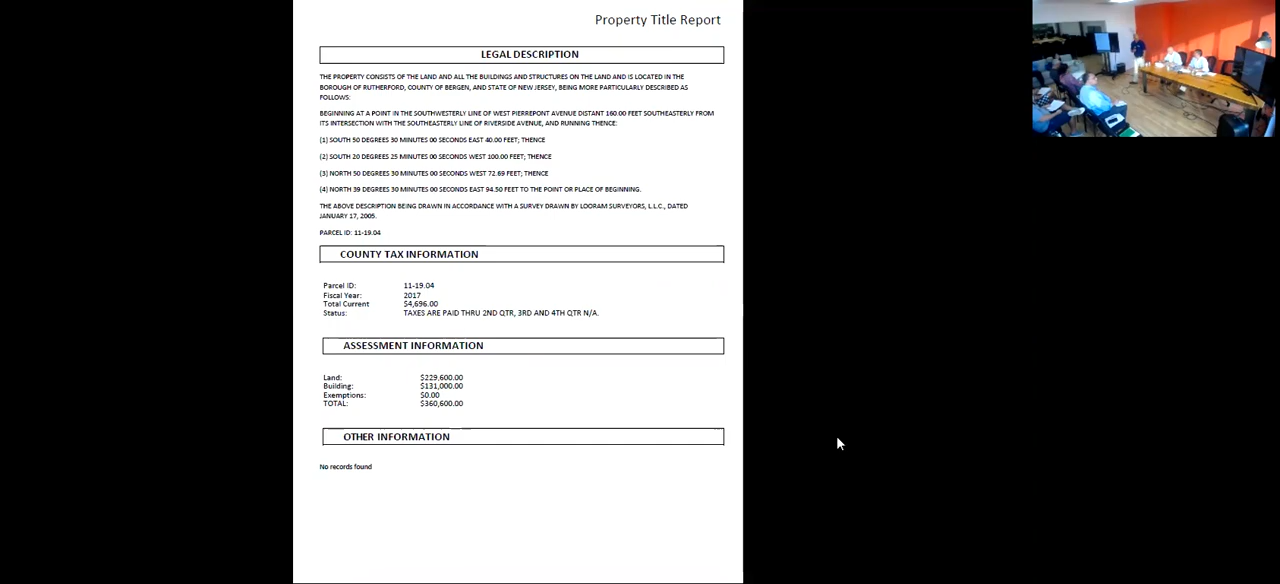 Property Title Report
LEGAL DESCRIPTION
THE PROPERTY CONSISTS OF THE LAND AND ALL THE BUILDINGS AND STRUCTURES ON THE LAND AND IS LOCATED IN THE
BOROUGH OF RUTHERFORD, COUNTY OF BERGEN, AND STATE OF NEW JERSEY, BEING MORE PARTICULARLY DESCRIBED AS
FOLLOWS:
BEGINNING AT A POINT IN THE SOUTHWESTERLY LINE OF WEST PIERREPONT AVENUE DISTANT 160.00 FEET SOUTHEASTERLY FROM
ITS INTERSECTION WITH THE SOUTHEASTERLY LINE OF RIVERSIDE AVENUE, AND RUNNING THENCE:
(1) SOUTH 50 DEGREES 30 MINUTES 00 SECONDS EAST 40.00 FEET; THENCE
(2) SOUTH 20 DEGREES 25 MINUTES 00 SECONDS WEST 100.00 FEET; THENCE
(3) NORTH 50 DEGREES 30 MINUTES 00 SECONDS WEST 72.69 FEET; THENCE
(4) NORTH 39 DEGREES 30 MINUTES 00 SECONDS EAST 94.50 FEET TO THE POINT OR PLACE OF BEGINNING.
THE ABOVE DESCRIPTION BEING DRAWN IN ACCORDANCE WITH A SURVEY DRAWN BY LOORAM SURVEYORS, L.L.C., DATED
JANUARY 17, 2005.
PARCEL ID: 11-19.04
COUNTY TAX INFORMATION
Parcel ID: 11-19.04
Fiscal Year: 2017
Total Current $4,696.00
Status: TAXES ARE PAID THRU 2ND QTR, 3RD AND 4TH QTR N/A.
ASSESSMENT INFORMATION
Land: $229,600.00
Building: $131,000.00
Exemptions: $0.00
TOTAL: $360,600.00
OTHER INFORMATION
No records found